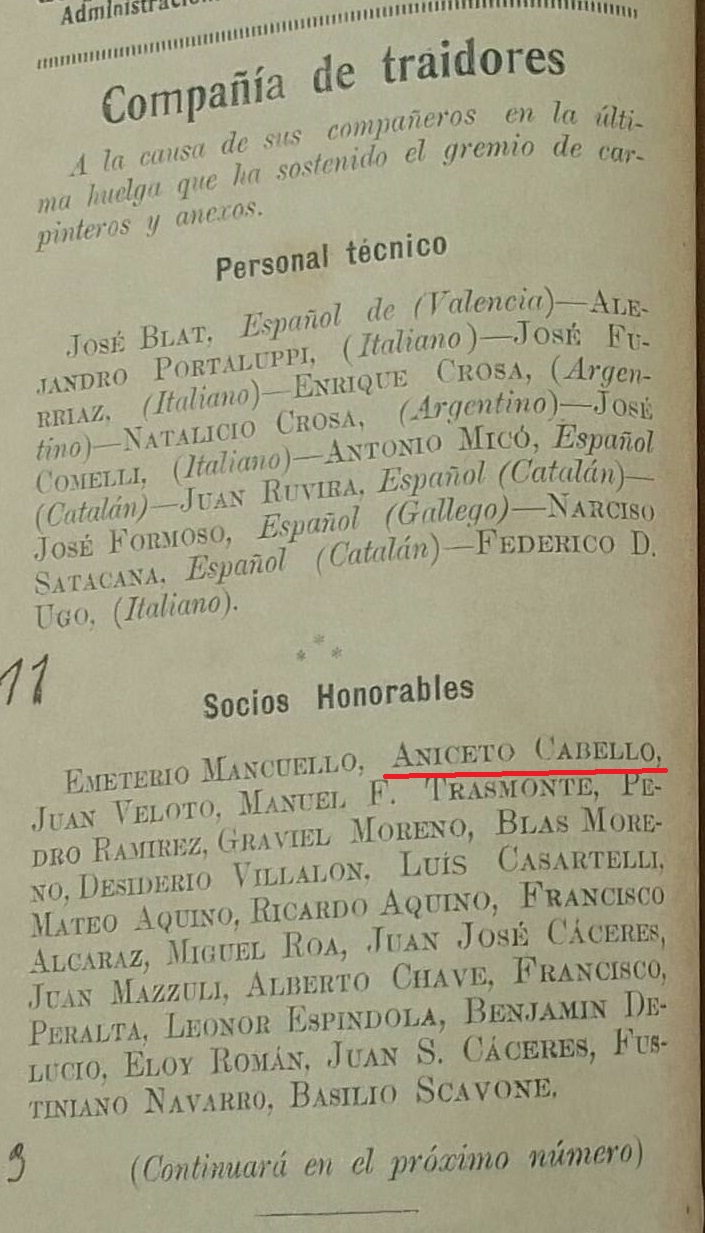 Compañía de traidores
A la causa de sus compañeros en la últi-
ma huelga que ha sostenido el gremio de car-
pinteros y anexos.
Personal técnico
JOSÉ BLAT, Español de (Valencia)—ALE-
JANDRO PORTALUPPI, (Italiano)—JOSÉ FU-
RRIAZ, (Italiano)—ENRIQUE CROSA, (Argen-
tino)—NATALICIO CROSA, (Argentino)—JOSÉ
COMELLI, (Italiano)—ANTONIO MICÓ, Español
(Catalán)—JUAN RUVIRA, Español (Catalán)—
JOSÉ FORMOSO, Español (Gallego)—NARCISO
SATACANA, Español (Catalán)—FEDERICO D.
UGO, (Italiano).
* * *
11
Socios Honorables
EMETERIO MANCUELLO, ANICETO CABELLO,
JUAN VELOTO, MANUEL F. TRASMONTE, PE-
DRO RAMIREZ, GRAVIEL MORENO, BLAS MORE-
NO, DESIDERIO VILLALON, LUÍS CASARTELLI,
MATEO AQUINO, RICARDO AQUINO, FRANCISCO
ALCARAZ, MIGUEL ROA, JUAN JOSÉ CÁCERES,
JUAN MAZZULI, ALBERTO CHAVE, FRANCISCO,
PERALTA, LEONOR ESPINDOLA, BENJAMIN DE-
LUCIO, ELOY ROMÁN, JUAN S. CÁCERES, FUS-
TINIANO NAVARRO, BASILIO SCAVONE.
(Continuará en el próximo número)